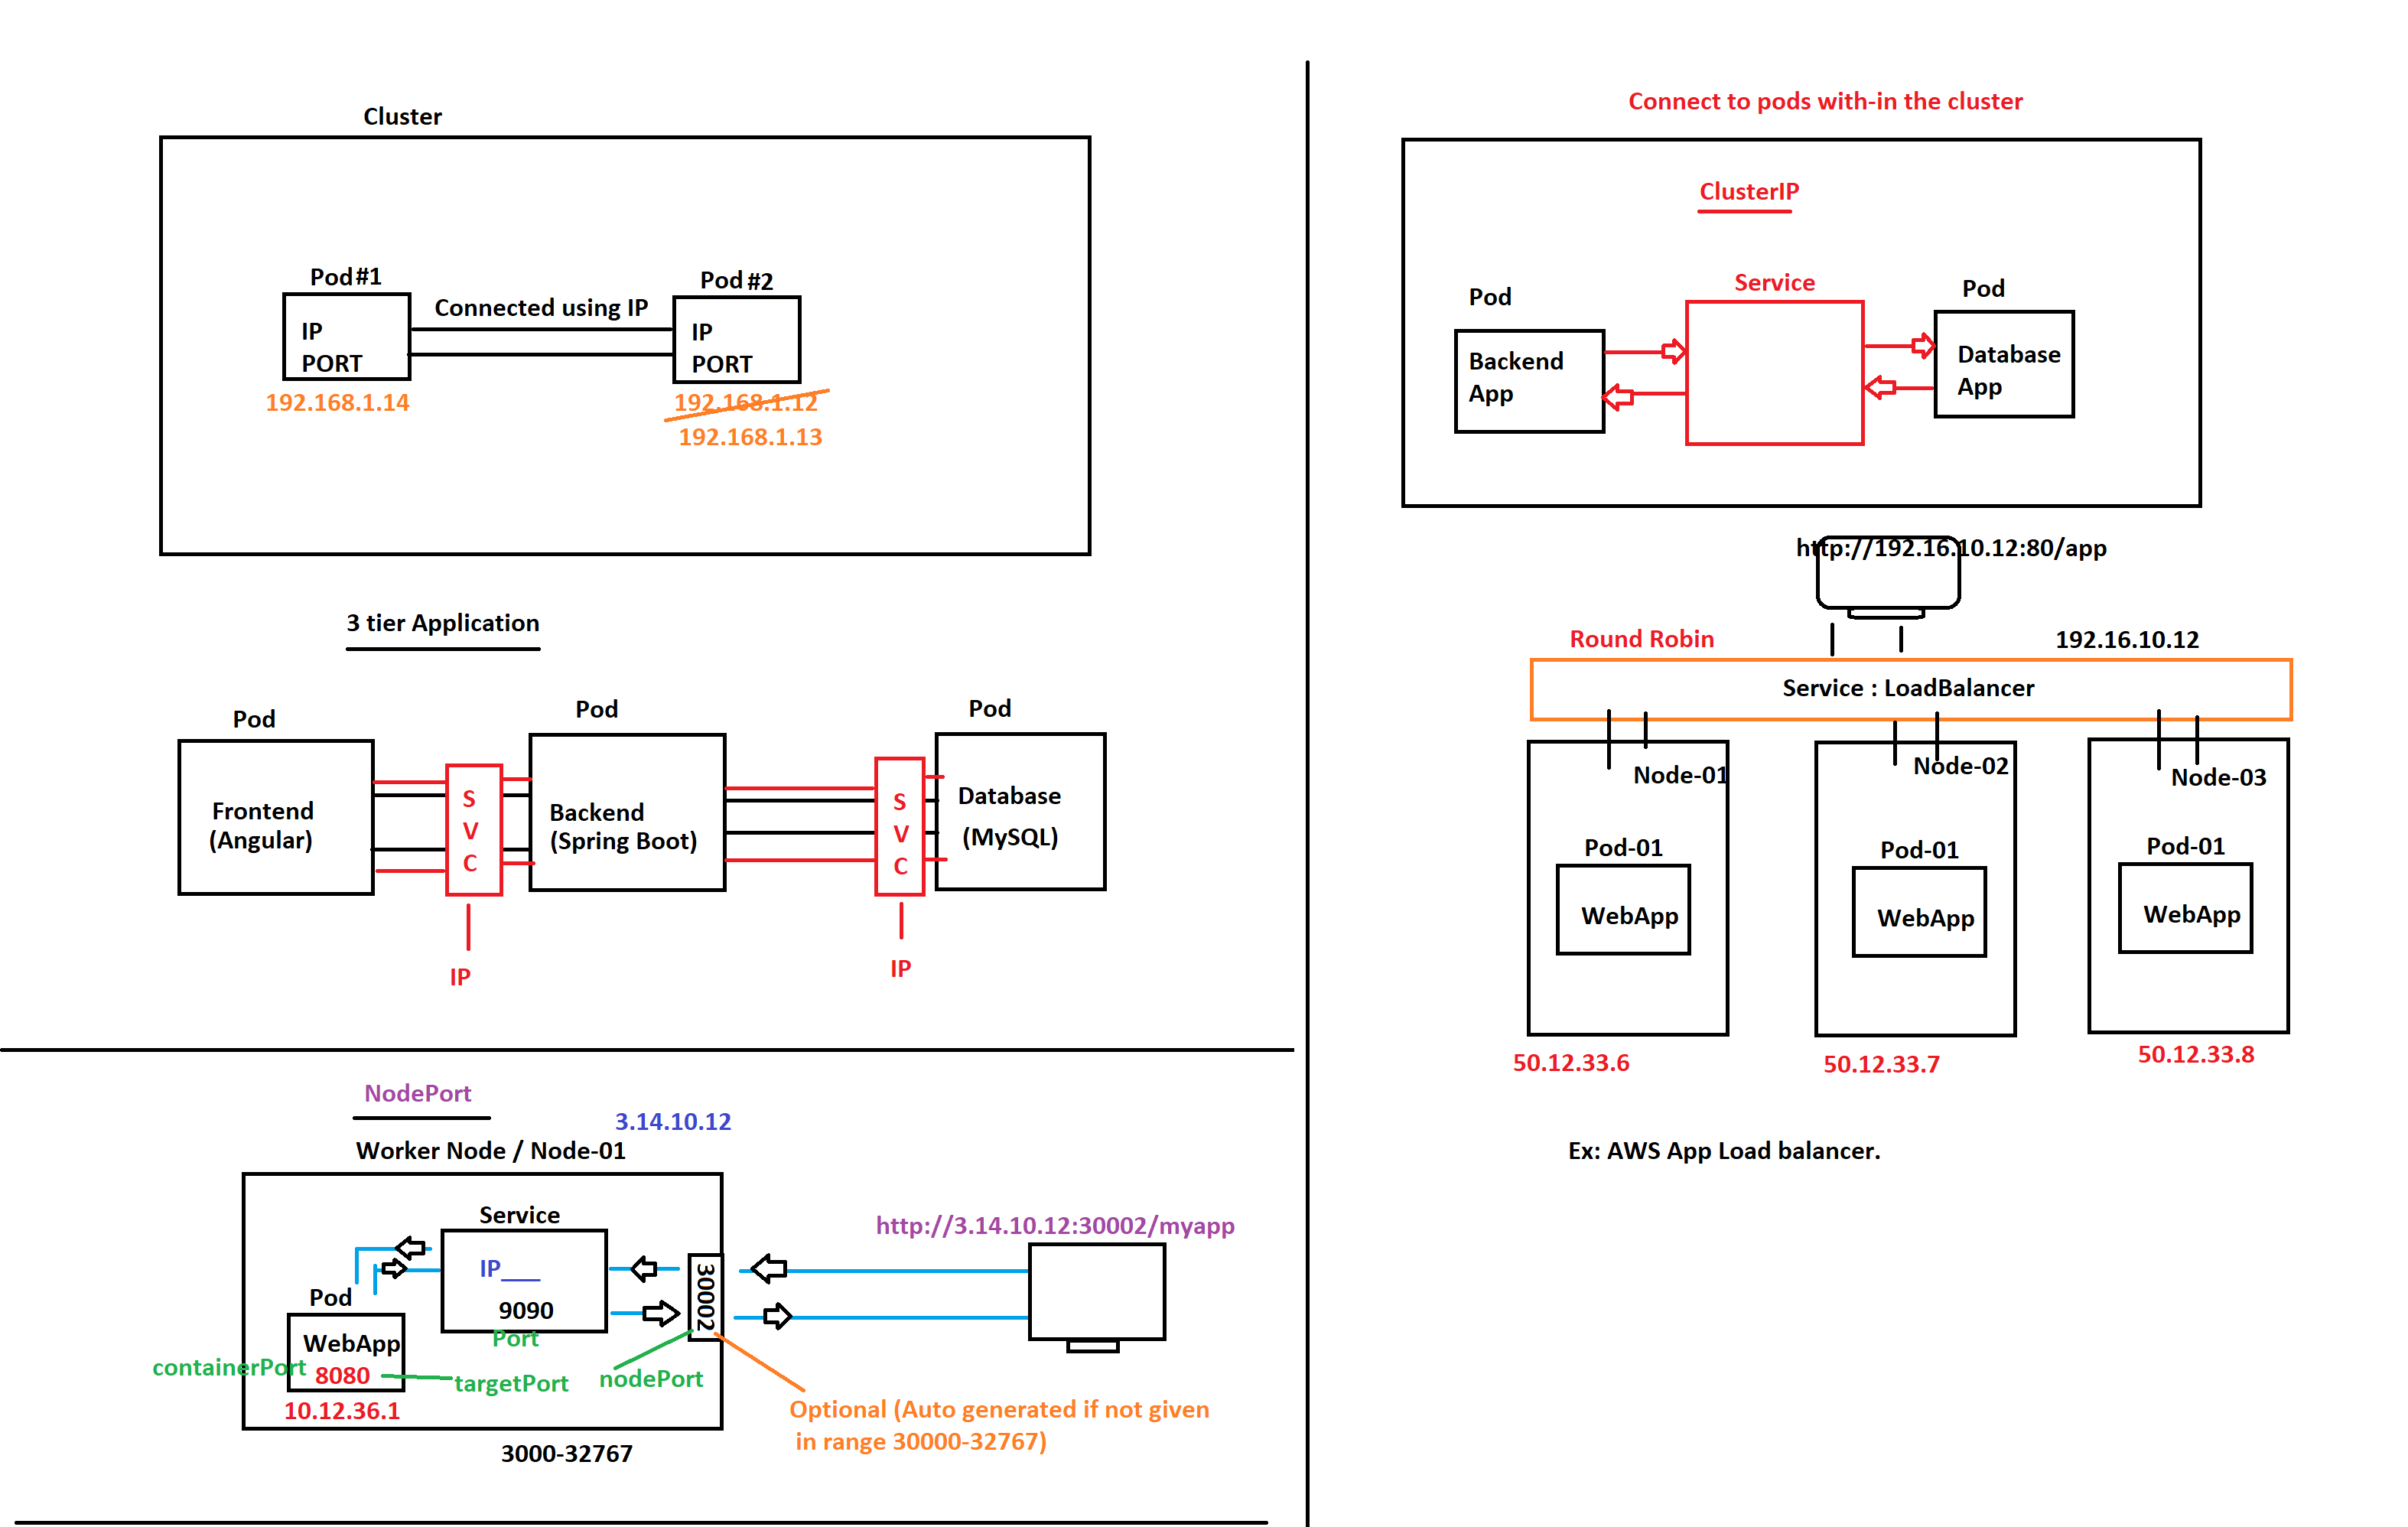 Cluster
Pod#1
Pod #2
Connected using IP
IP
PORT
IP
PORT
192.168.1.14
192.168.1.12
192.168.1.13
3 tier Application
Pod
Pod
Pod
Frontend
(Angular)
S
V
C
Backend
(Spring Boot)
S
V
C
Database
(MySQL)
IP
IP
NodePort
3.14.10.12
Worker Node / Node-01
Service
IP___
9090
Port
Pod
WebApp
containerPort
8080
targetPort
nodePort
10.12.36.1
30002
http://3.14.10.12:30002/myapp
Optional (Auto generated if not given
in range 30000-32767)
3000-32767
Connect to pods with-in the cluster
ClusterIP
Pod
Service
Pod
Backend
App
Database
App
http://192.16.10.12:80/app
Round Robin
192.16.10.12
Service : LoadBalancer
Node-01
Node-02
Node-03
Pod-01
Pod-01
Pod-01
WebApp
WebApp
WebApp
50.12.33.6
50.12.33.7
50.12.33.8
Ex: AWS App Load balancer.